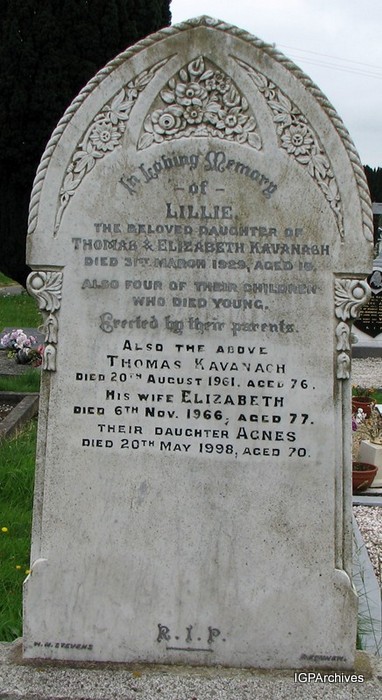 In Loving Memory
- of -
LILLIE,
THE BELOVED DAUGHTER OF
THOMAS & ELIZABETH KAVANAGH
DIED 31ST MARCH 1929, AGED
ALSO FOUR OF THEIR CHILDREN
WHO DIED YOUNG.
Erected by their parents.
ALSO THE ABOVE
THOMAS KAVANAGH
DIED 20TH AUGUST 1961, AGED 76.
HIS WIFE ELIZABETH
DIED 6TH NOV. 1966, AGED 77.
THEIR DAUGHTER AGNES
DIED 20TH MAY 1998, AGED 70.
R.I.P.
H. H. STEVENS
IGPArchives